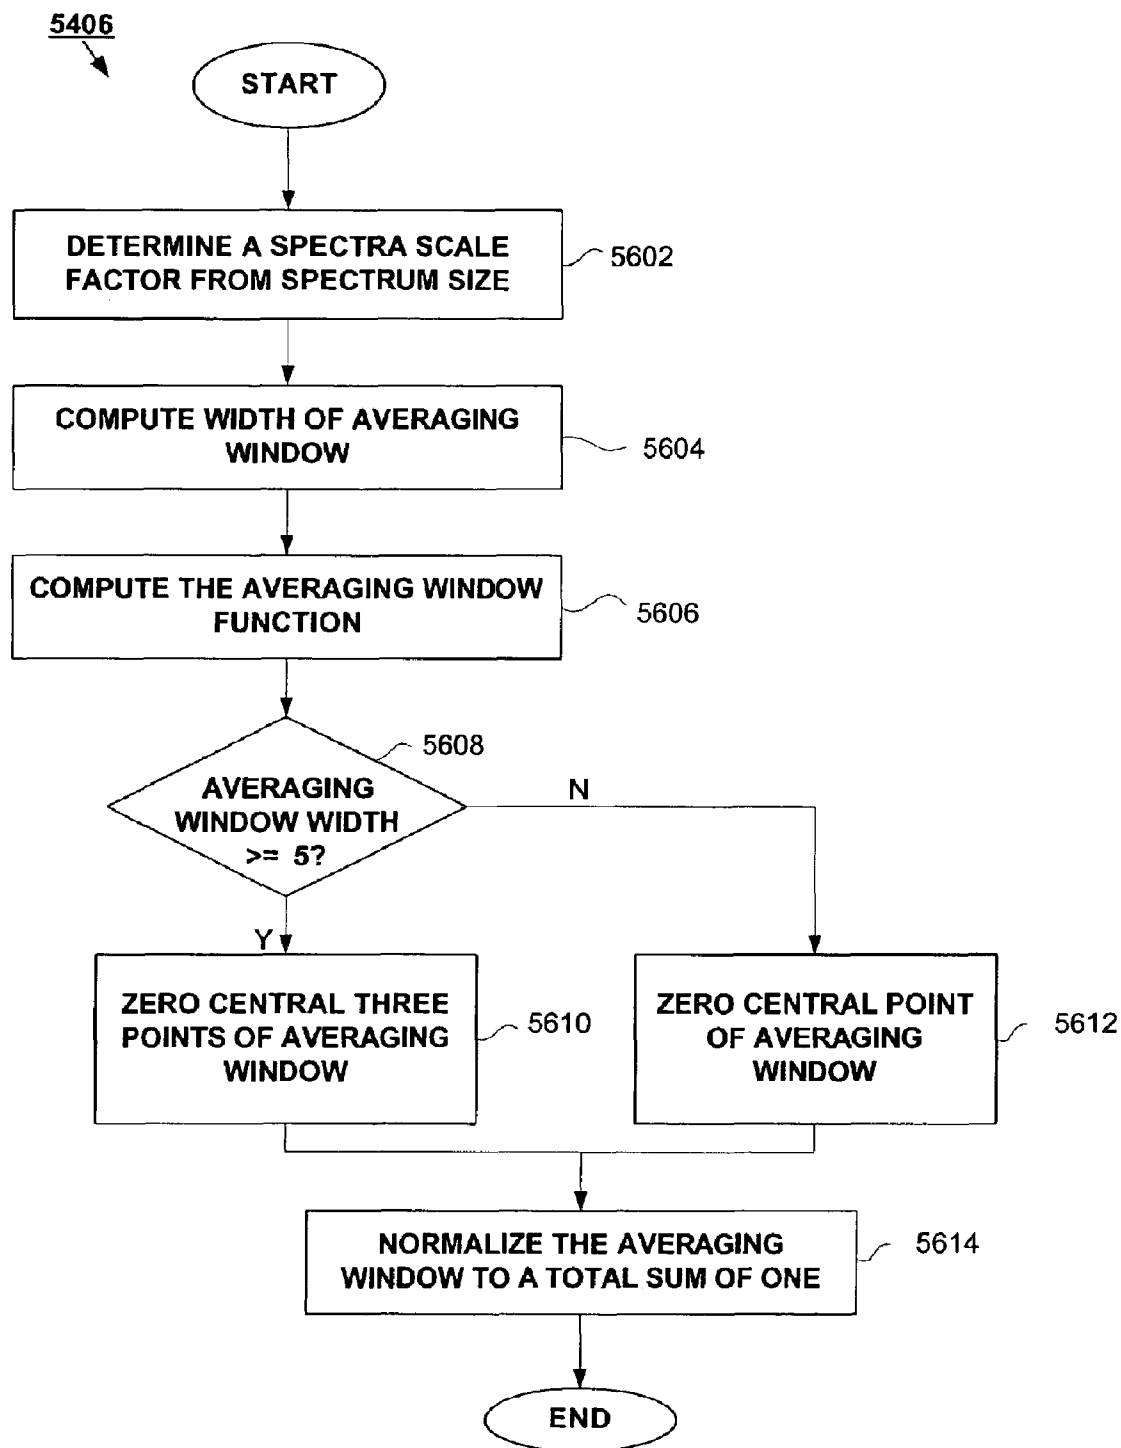 5406
START
DETERMINE A SPECTRA SCALE
FACTOR FROM SPECTRUM SIZE
5602
COMPUTE WIDTH OF AVERAGING
WINDOW
5604
COMPUTE THE AVERAGING WINDOW
FUNCTION
5606
5608
AVERAGING
WINDOW WIDTH
>= 5?
N
Y
ZERO CENTRAL THREE
POINTS OF AVERAGING
WINDOW
5610
ZERO CENTRAL POINT
OF AVERAGING
WINDOW
5612
NORMALIZE THE AVERAGING
WINDOW TO A TOTAL SUM OF ONE
5614
END